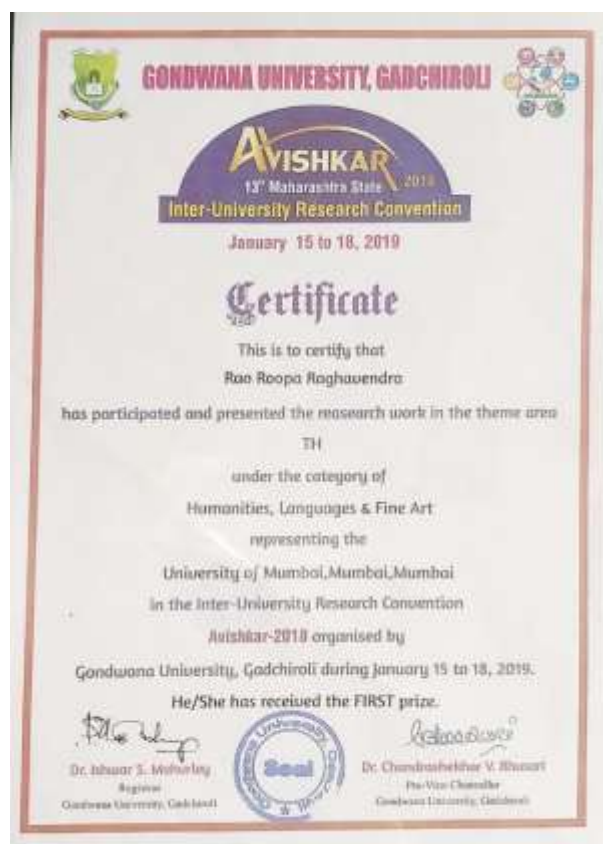 GONDWANA UNIVERSITY, GADCHIROLI
AVISHKAR
13th Maharashtra State 2018
Inter-University Research Convention
January 15 to 18, 2019
Certificate
This is to certify that
Rao Roopa Raghavendra
has participated and presented the research work in the theme area
TH
under the category of
Humanities, Languages & Fine Art
representing the
University of Mumbai,Mumbai,Mumbai
in the Inter-University Research Convention
Avishkar-2018 organised by
Gondwana University, Gadchiroli during January 15 to 18, 2019.
He/She has received the FIRST prize.
Seal
Dr. Ishwar S. Mohurley
Registrar
Gondwana University, Gadchiroli
Dr. Chandrashekhar V. Bhusari
Pro-Vice Chancellor
Gondwana University, Gadchiroli